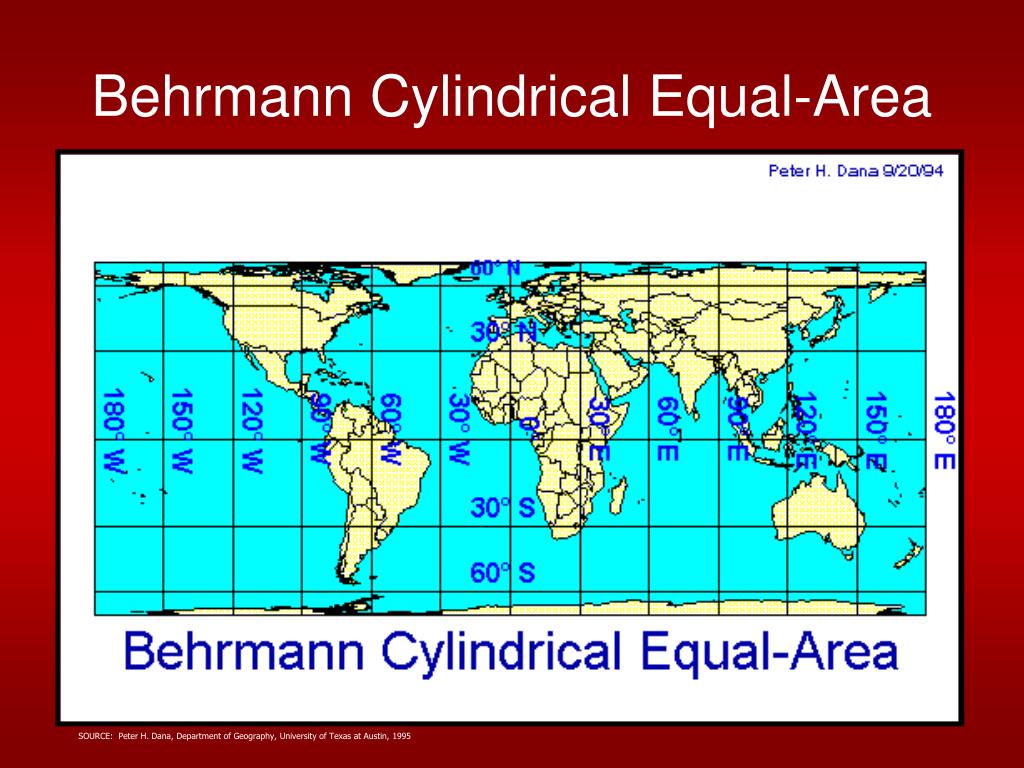 Behrmann Cylindrical Equal-Area
Peter H. Dana 9/20/94
60° N
30° N
180° W
150° W
120° W
90° W
60° W
30° W
0°
30° E
60° E
90° E
120° E
150° E
180° E
30° S
60° S
Behrmann Cylindrical Equal-Area
SOURCE: Peter H. Dana, Department of Geography, University of Texas at Austin, 1995